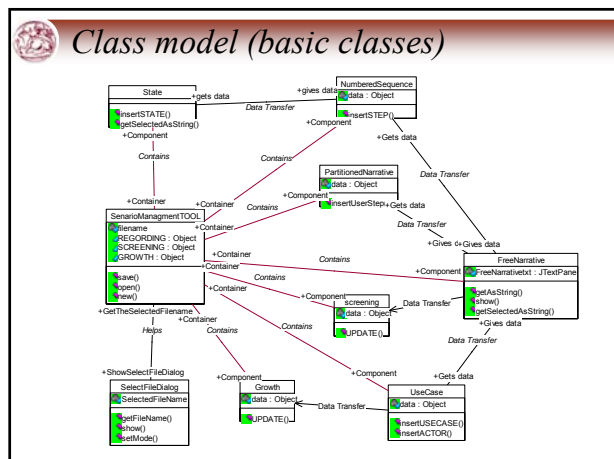 Class model (basic classes)
State
insertSTATE()
getSelectedAsString()
+gets data
+gives data
Data Transfer
NumberedSequence
data : Object
insertSTEP()
+Component
+Component
+Gets data
Contains
Contains
Data Transfer
PartitionedNarrative
data : Object
insertUserStep
+Component
Contains
+Gets data
Data Transfer
+Container
+Container
+Container
SenarioManagmentTOOL
filename
REGORDING : Object
SCREENING : Object
GROWTH : Object
save()
open()
new()
+Container
+Container
+Container
+Container
+Gives d
+Gives data
FreeNarrative
FreeNarrativetxt : JTextPane
getAsString()
show()
getSelectedAsString()
Contains
+Component
Contains
+Component
screening
data : Object
UPDATE()
Data Transfer
+Gives data
Data Transfer
+Gets data
+GetTheSelectedFilename
Helps
+ShowSelectFileDialog
Contains
Contains
+Component
+Component
SelectFileDialog
SelectedFileName
getFileName()
show()
setMode()
Growth
data : Object
UPDATE()
Data Transfer
UseCase
data : Object
insertUSECASE()
insertACTOR()